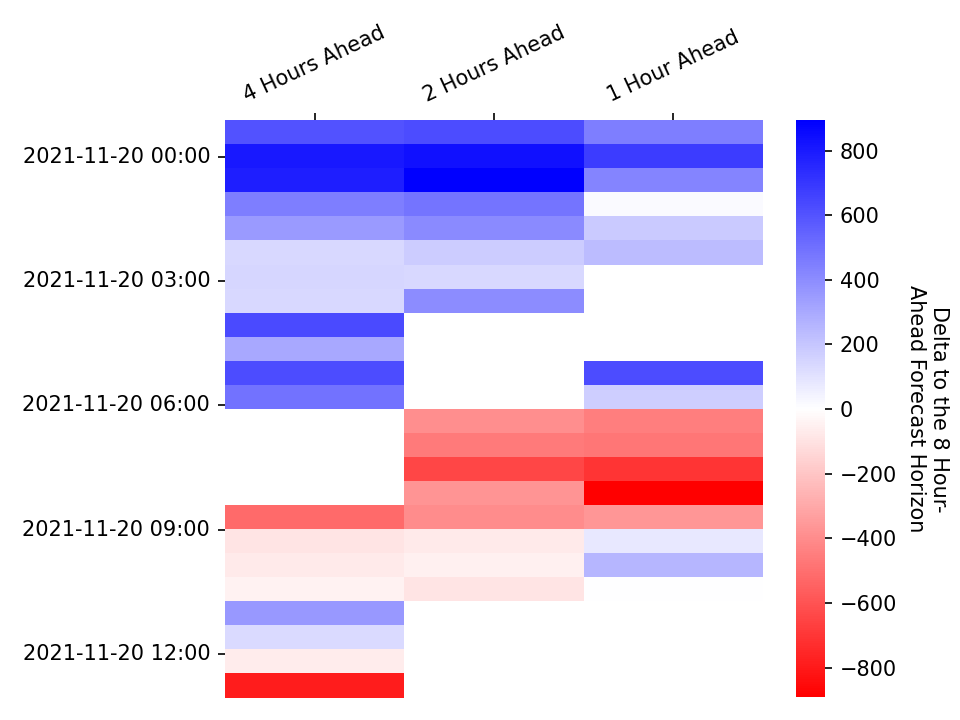 4 Hours Ahead
2 Hours Ahead
1 Hour Ahead
2021-11-20 00:00
2021-11-20 03:00
2021-11-20 06:00
2021-11-20 09:00
2021-11-20 12:00
800
600
400
200
0
−200
−400
−600
−800
Delta to the 8 Hour-
Ahead Forecast Horizon